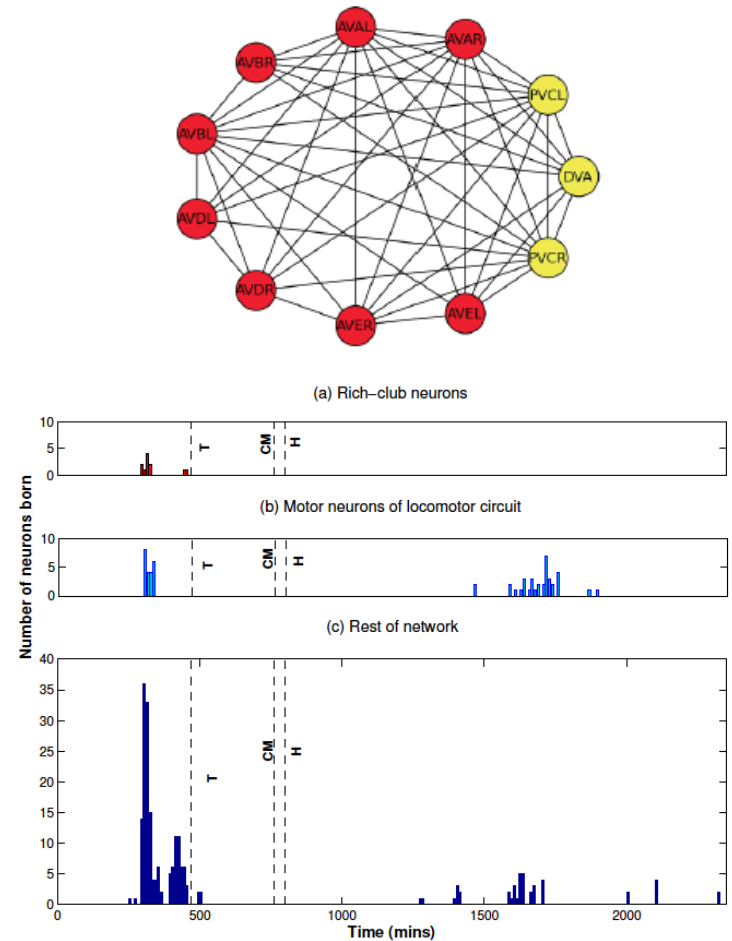 AVAL
AVAR
AVBR
PVCL
AVBL
DVA
AVDL
PVCR
AVDR
AVEL
AVER
(a) Rich−club neurons
10
5
0
T
CM
H
(b) Motor neurons of locomotor circuit
10
5
0
T
CM
H
Number of neurons born
(c) Rest of network
40
35
30
25
20
15
10
5
0
T
CM
H
0 500 1000 1500 2000
Time (mins)